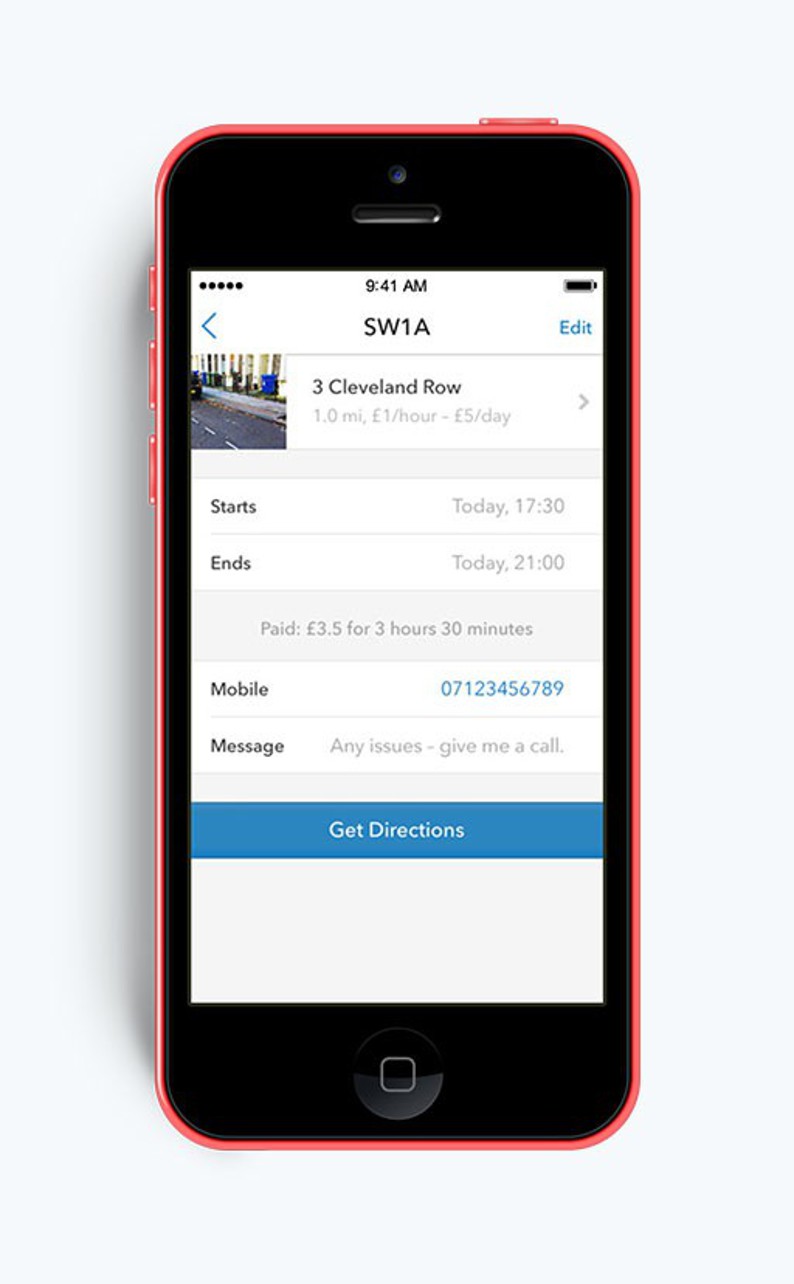 9:41 AM
SW1A
Edit
3 Cleveland Row
1.0 mi, £1/hour – £5/day
Starts
Today, 17:30
Ends
Today, 21:00
Paid: £3.5 for 3 hours 30 minutes
Mobile
07123456789
Message
Any issues – give me a call.
Get Directions